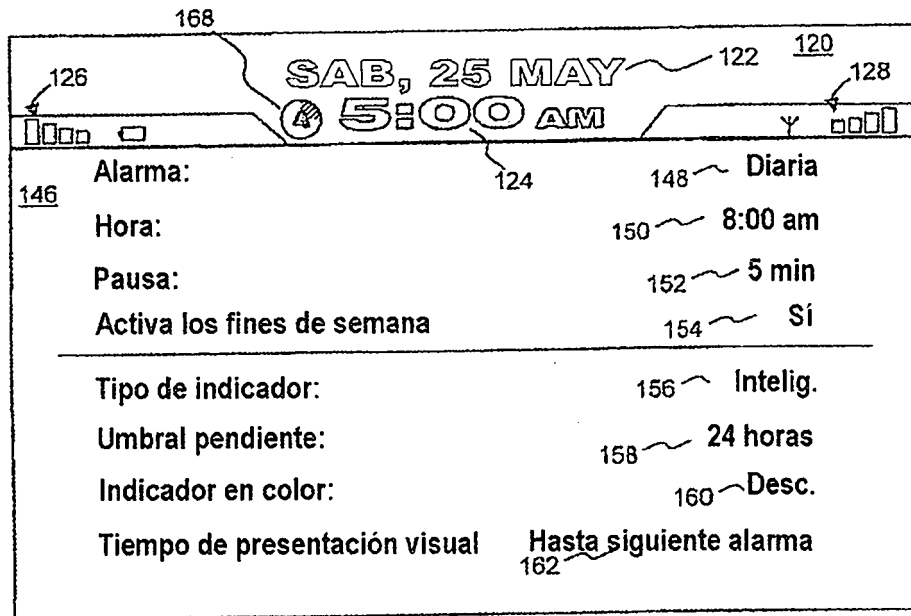 168
SAB, 25 MAY 122 120
126 5:00 AM 128
124
146
Alarma: 148 Diaria
Hora: 150 8:00 am
Pausa: 152 5 min
Activa los fines de semana 154 Sí
Tipo de indicador: 156 Intelig.
Umbral pendiente: 158 24 horas
Indicador en color: 160 Desc.
Tiempo de presentación visual Hasta siguiente alarma
162